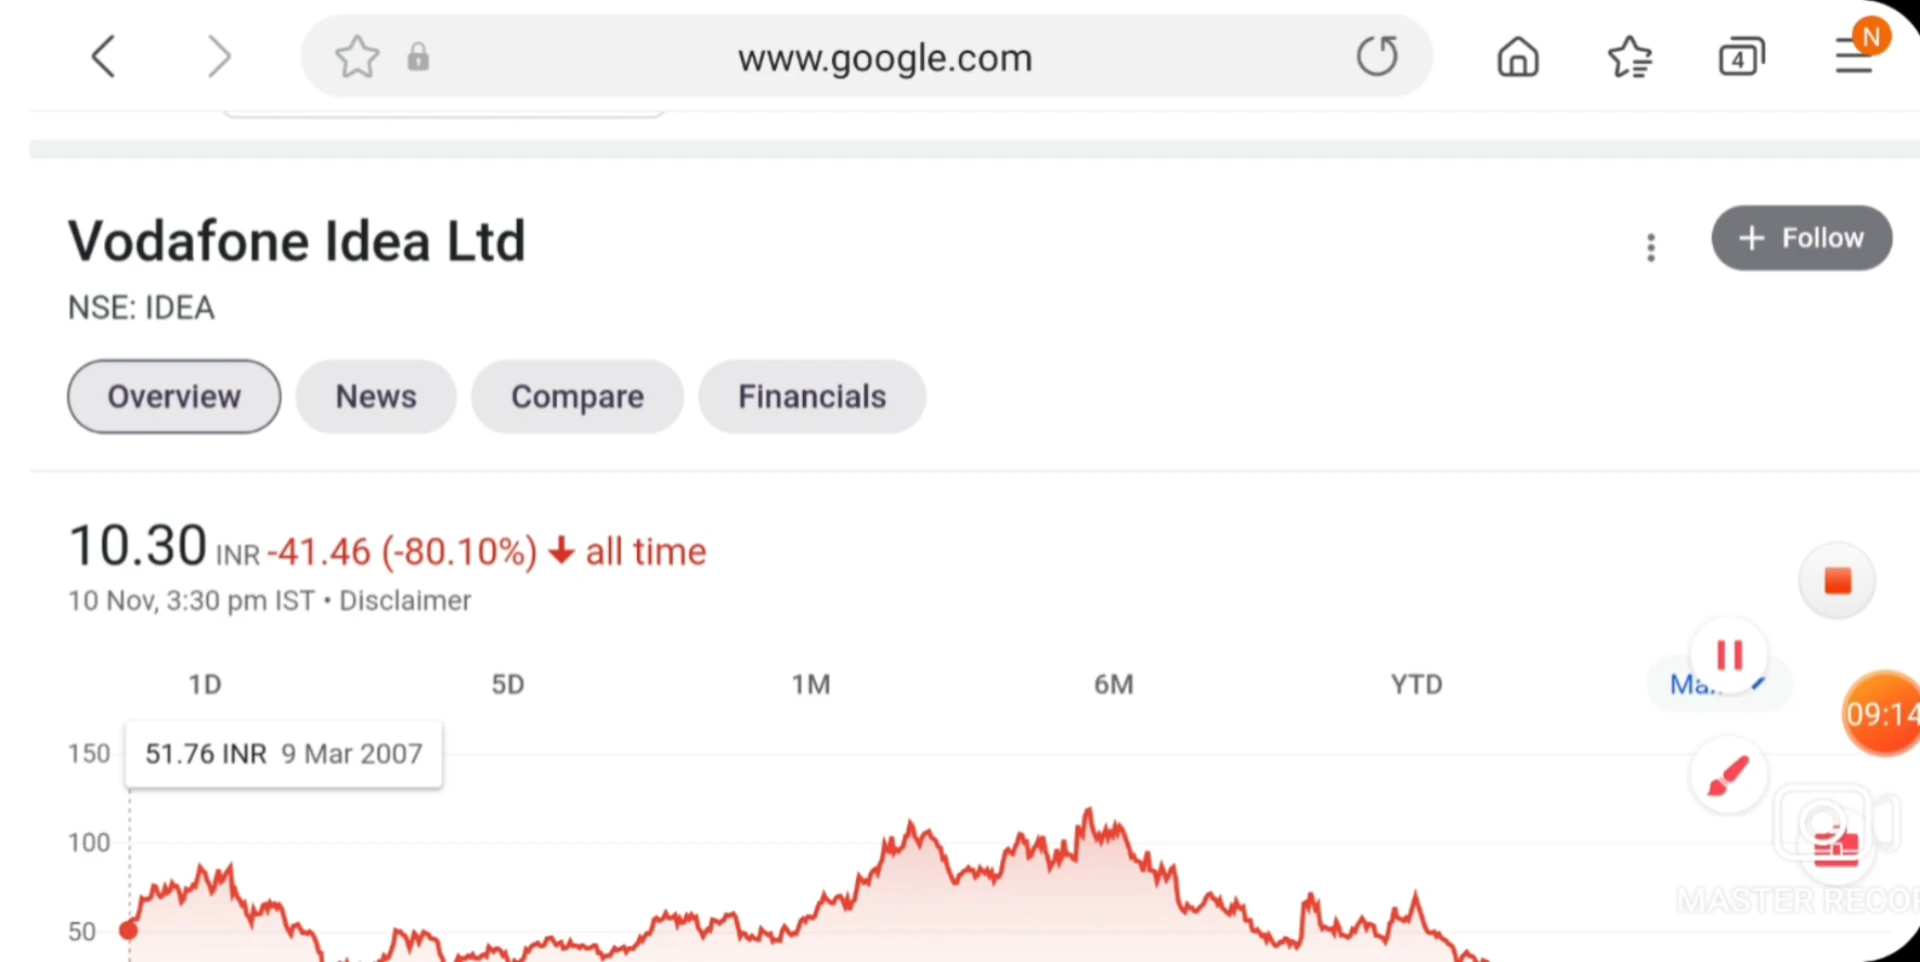 www.google.com
4
N
Vodafone Idea Ltd
+ Follow
NSE: IDEA
Overview News Compare Financials
10.30 INR -41.46 (-80.10%) ↓ all time
10 Nov, 3:30 pm IST • Disclaimer
1D 5D 1M 6M YTD
09:14
150
51.76 INR 9 Mar 2007
100
50
MASTER RECOR